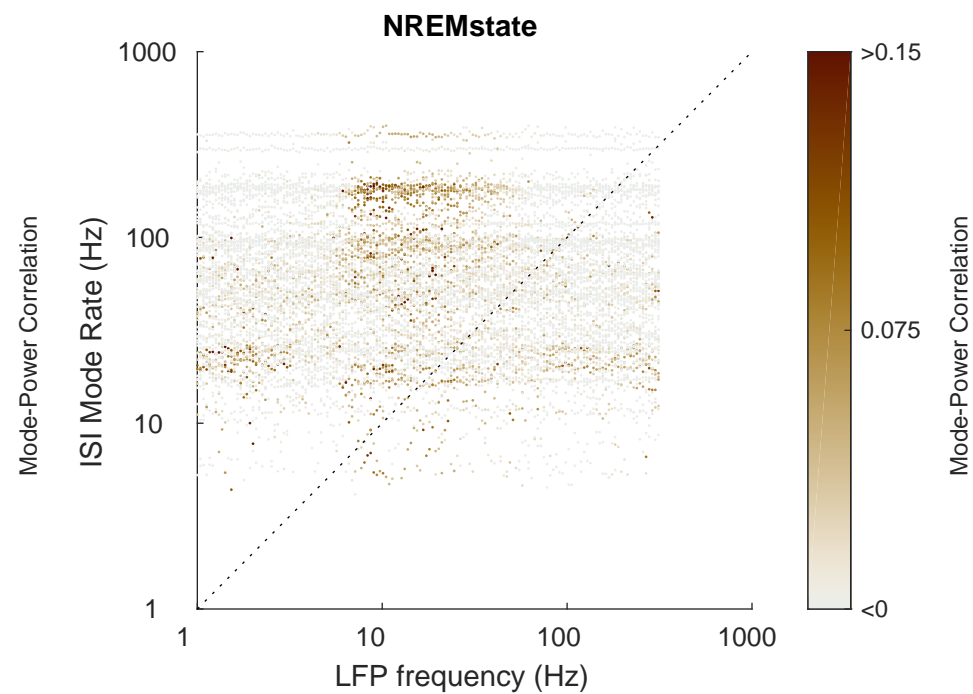 NREMstate
1000
100
10
1
ISI Mode Rate (Hz)
Mode-Power Correlation
1
10
100
1000
LFP frequency (Hz)
>0.15
0.075
<0
Mode-Power Correlation